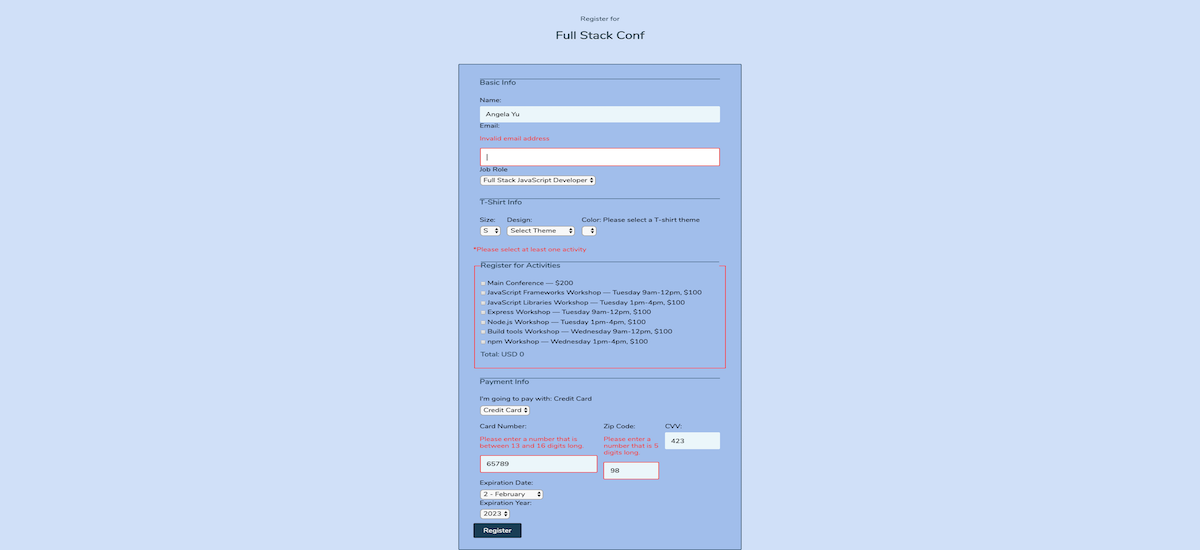 Register for
Full Stack Conf
Basic Info
Name:
Angela Yu
Email:
Invalid email address
Job Role
Full Stack JavaScript Developer
T-Shirt Info
Size: Design: Color: Please select a T-shirt theme
S Select Theme
*Please select at least one activity
Register for Activities
Main Conference — $200
JavaScript Frameworks Workshop — Tuesday 9am-12pm, $100
JavaScript Libraries Workshop — Tuesday 1pm-4pm, $100
Express Workshop — Tuesday 9am-12pm, $100
Node.js Workshop — Tuesday 1pm-4pm, $100
Build tools Workshop — Wednesday 9am-12pm, $100
npm Workshop — Wednesday 1pm-4pm, $100
Total: USD 0
Payment Info
I'm going to pay with: Credit Card
Credit Card
Card Number:
Please enter a number that is
between 13 and 16 digits long.
65789
Zip Code:
Please enter a
number that is 5
digits long.
98
CVV:
423
Expiration Date:
2 - February
Expiration Year:
2023
Register